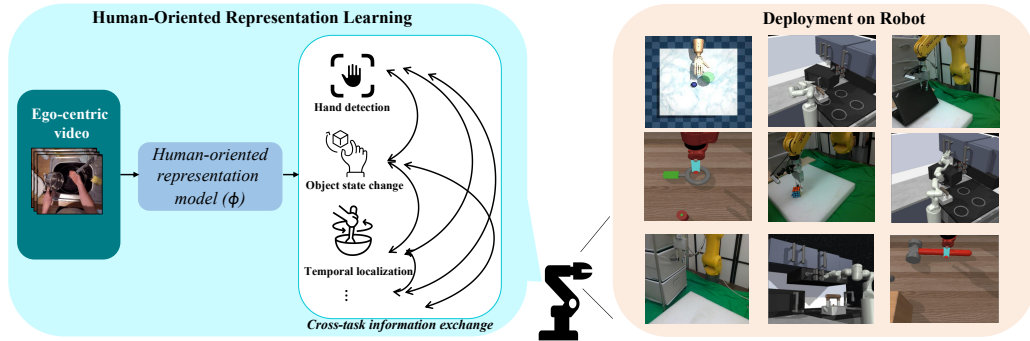 Human-Oriented Representation Learning
Ego-centric
video
Human-oriented
representation
model (ϕ)
Hand detection
Object state change
Temporal localization
⋮
Cross-task information exchange
Deployment on Robot